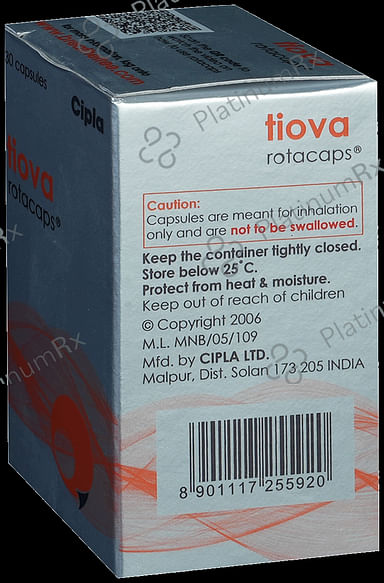 30 capsules
Cipla
tiova
rotacaps®
tiova
rotacaps®
Caution:
Capsules are meant for inhalation
only and are not to be swallowed.
Keep the container tightly closed.
Store below 25°C.
Protect from heat & moisture.
Keep out of reach of children
© Copyright 2006
M.L. MNB/05/109
Mfd. by CIPLA LTD.
Malpur, Dist. Solan 173 205 INDIA
8 901117 255920
PlatinumRx
PlatinumRx
PlatinumRx